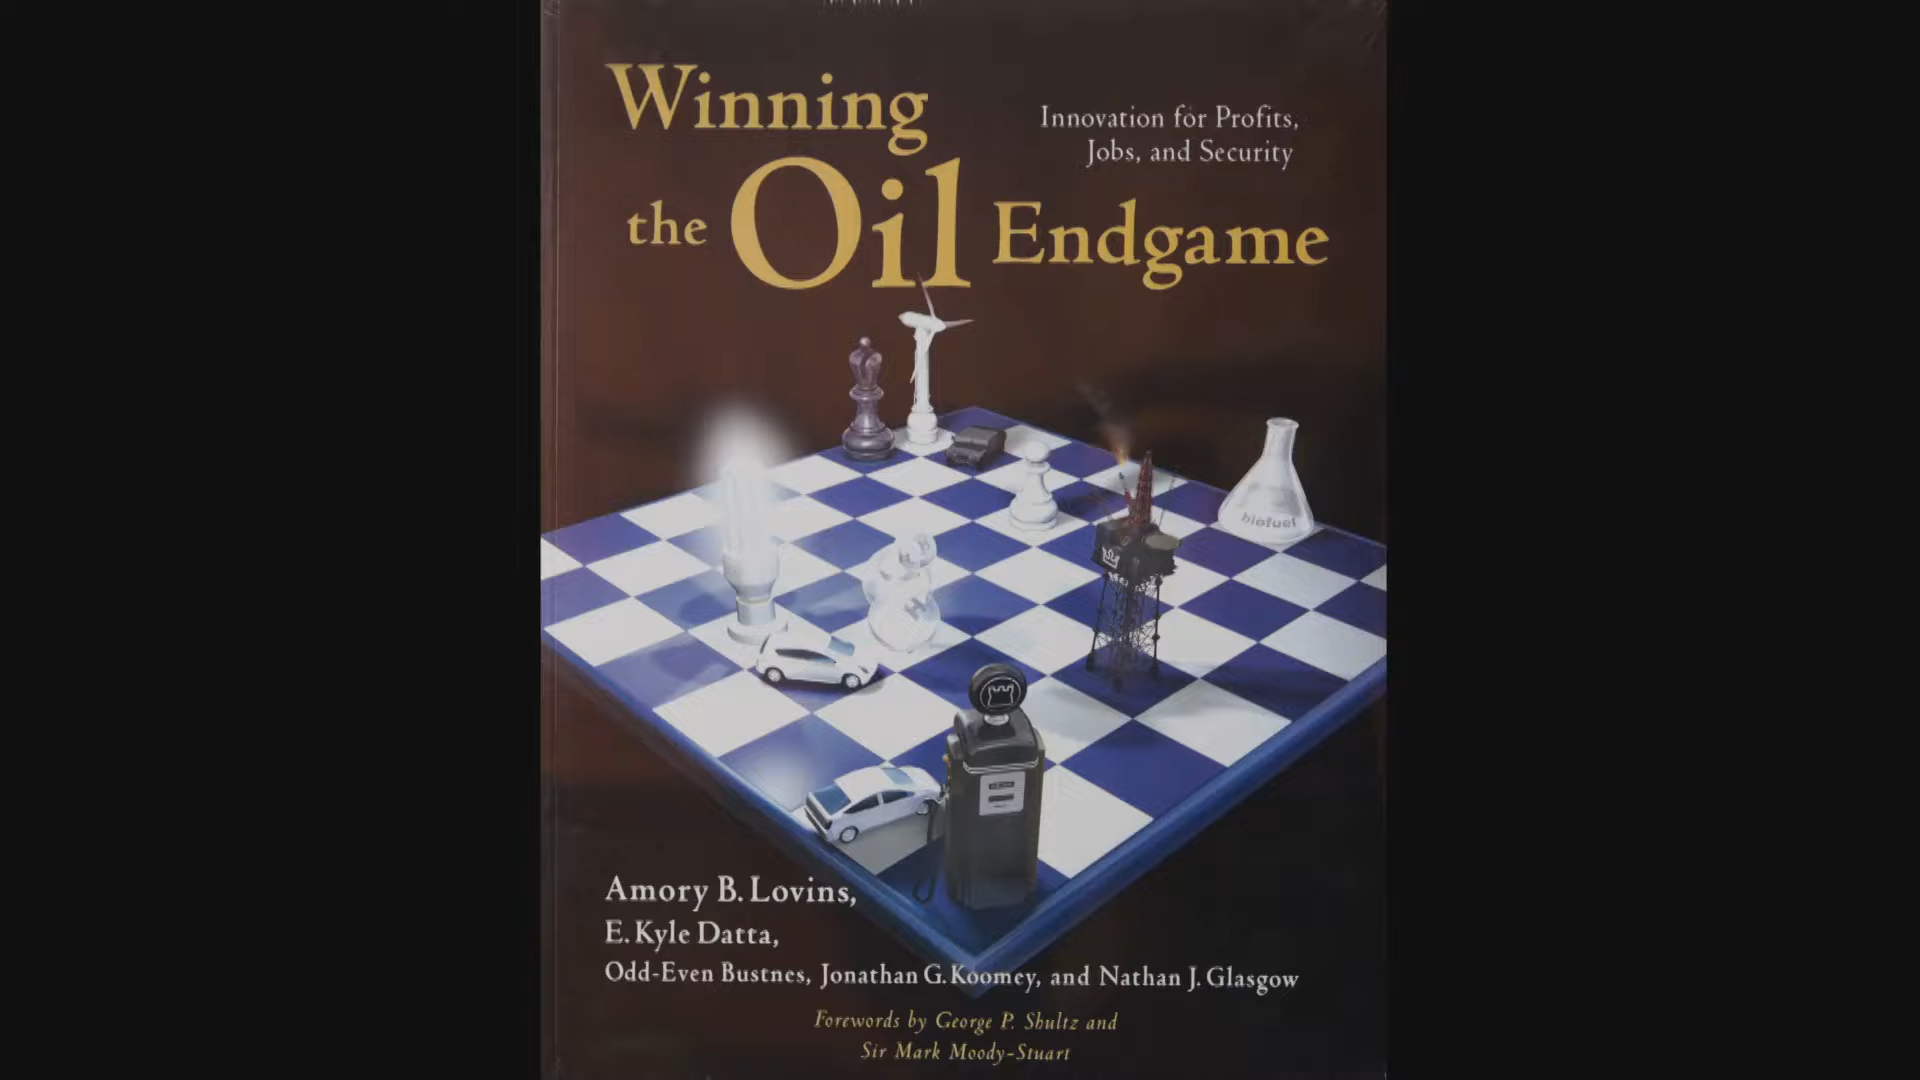 Winning
the Oil Endgame
Innovation for Profits,
Jobs, and Security
biofuel
Amory B. Lovins,
E. Kyle Datta,
Odd-Even Bustnes, Jonathan G. Koomey, and Nathan J. Glasgow
Forewords by George P. Shultz and
Sir Mark Moody-Stuart